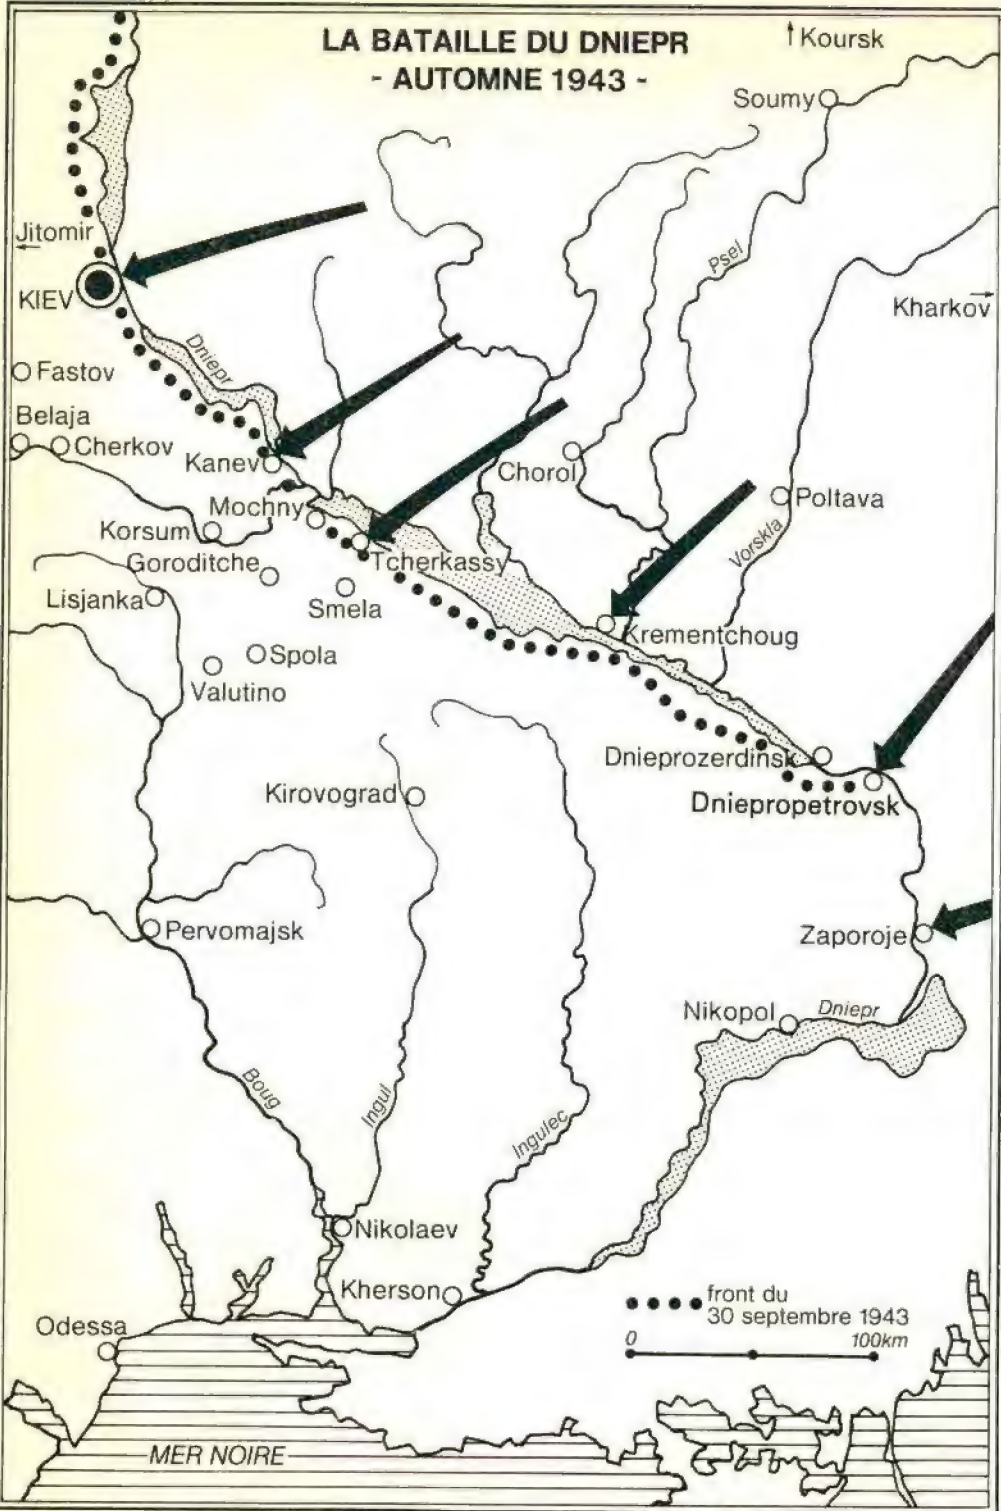 LA BATAILLE DU DNIEPR
- AUTOMNE 1943 -
Koursk
Soumy
Jitomir
KIEV
Psel
Kharkov
Dniepr
Fastov
Belaja
Cherkov
Kanev
Chorol
Mochny
Poltava
Korsum
Vorskla
Goroditche
Tcherkassy
Lisjanka
Smela
Krementchoug
Spola
Valutino
Dnieprozerdinsk
Kirovograd
Dniepropetrovsk
Pervomajsk
Zaporoje
Nikopol
Dniepr
Boug
Ingul
Ingulec
Nikolaev
Kherson
front du
30 septembre 1943
Odessa
0 100km
MER NOIRE